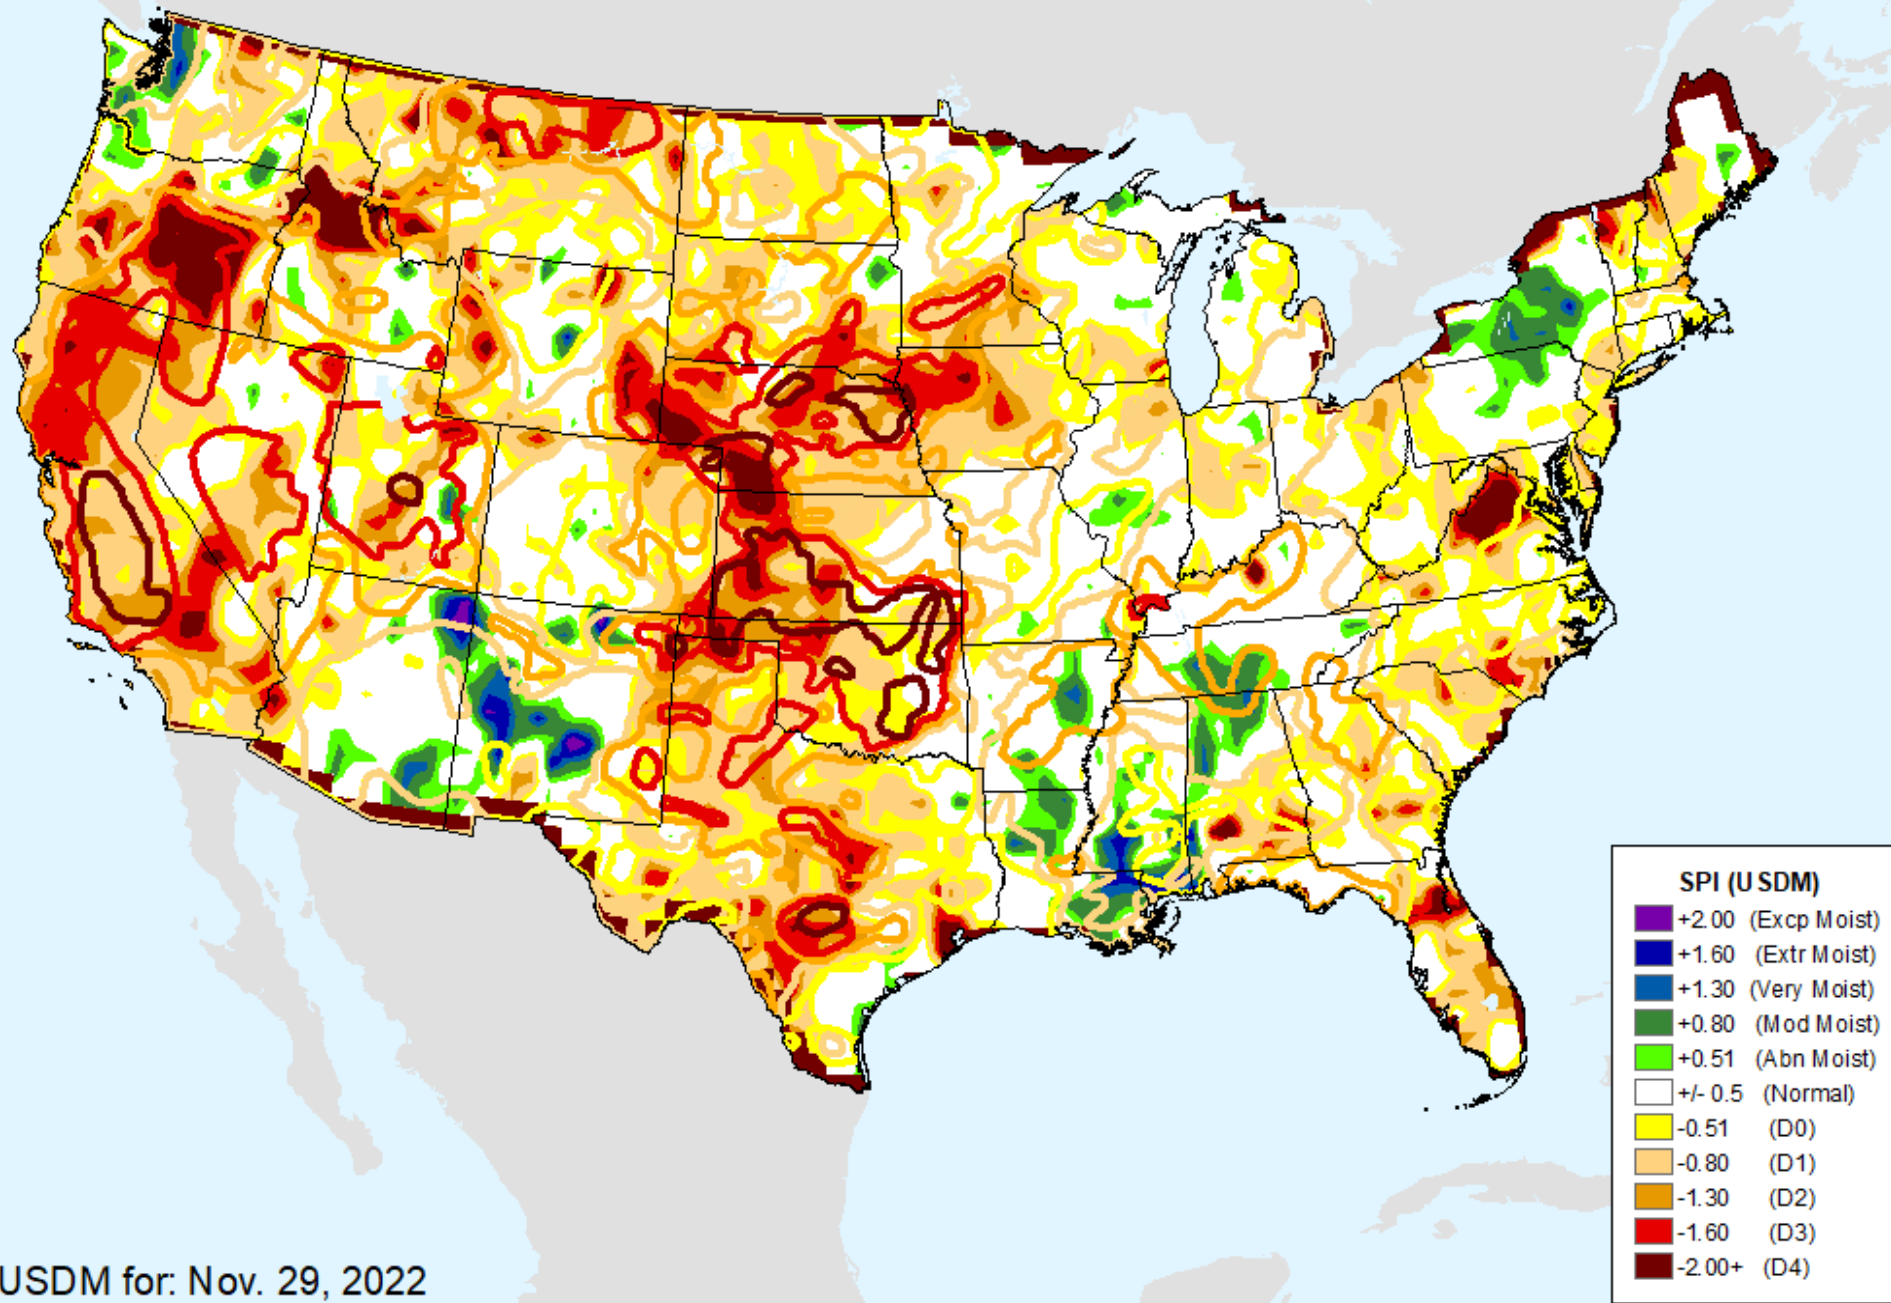 SPI (USDM)
+2.00 (Excp Moist)
+1.60 (Extr Moist)
+1.30 (Very Moist)
+0.80 (Mod Moist)
+0.51 (Abn Moist)
+/- 0.5 (Normal)
-0.51 (D0)
-0.80 (D1)
-1.30 (D2)
-1.60 (D3)
-2.00+ (D4)
USDM for: Nov. 29, 2022